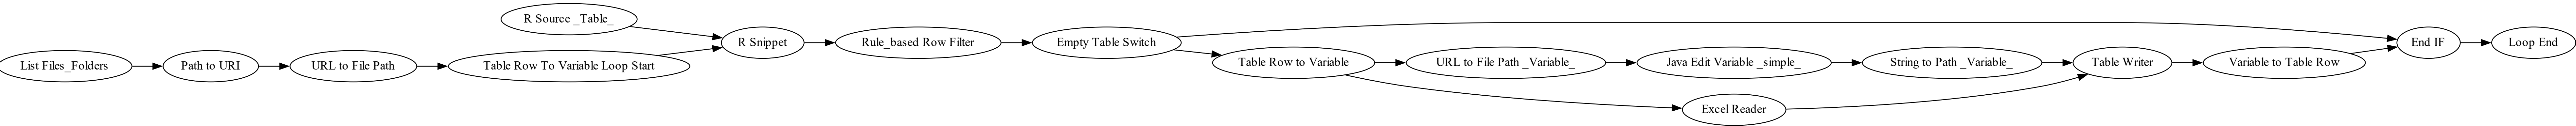 R Source _Table_
List Files_Folders
Path to URI
URL to File Path
Table Row To Variable Loop Start
R Snippet
Rule_based Row Filter
Empty Table Switch
Table Row to Variable
URL to File Path _Variable_
Java Edit Variable _simple_
String to Path _Variable_
Table Writer
Variable to Table Row
End IF
Loop End
Excel Reader